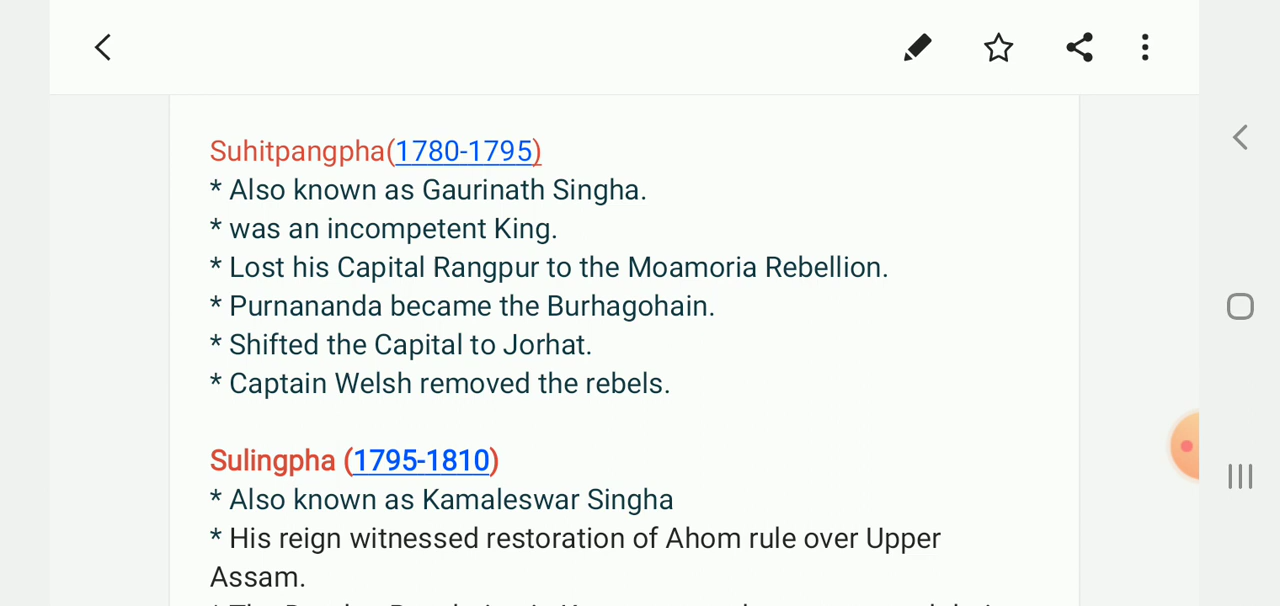 Suhitpangpha(1780-1795)
* Also known as Gaurinath Singha.
* was an incompetent King.
* Lost his Capital Rangpur to the Moamoria Rebellion.
* Purnananda became the Burhagohain.
* Shifted the Capital to Jorhat.
* Captain Welsh removed the rebels.
Sulingpha (1795-1810)
* Also known as Kamaleswar Singha
* His reign witnessed restoration of Ahom rule over Upper
Assam.